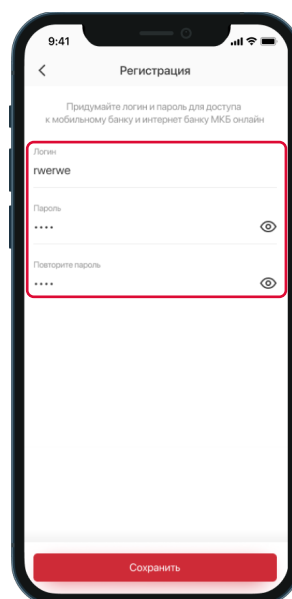 9:41
Регистрация
Придумайте логин и пароль для доступа
к мобильному банку и интернет банку МКБ онлайн
Логин
rwerwe
Пароль
••••
Повторите пароль
••••
Сохранить